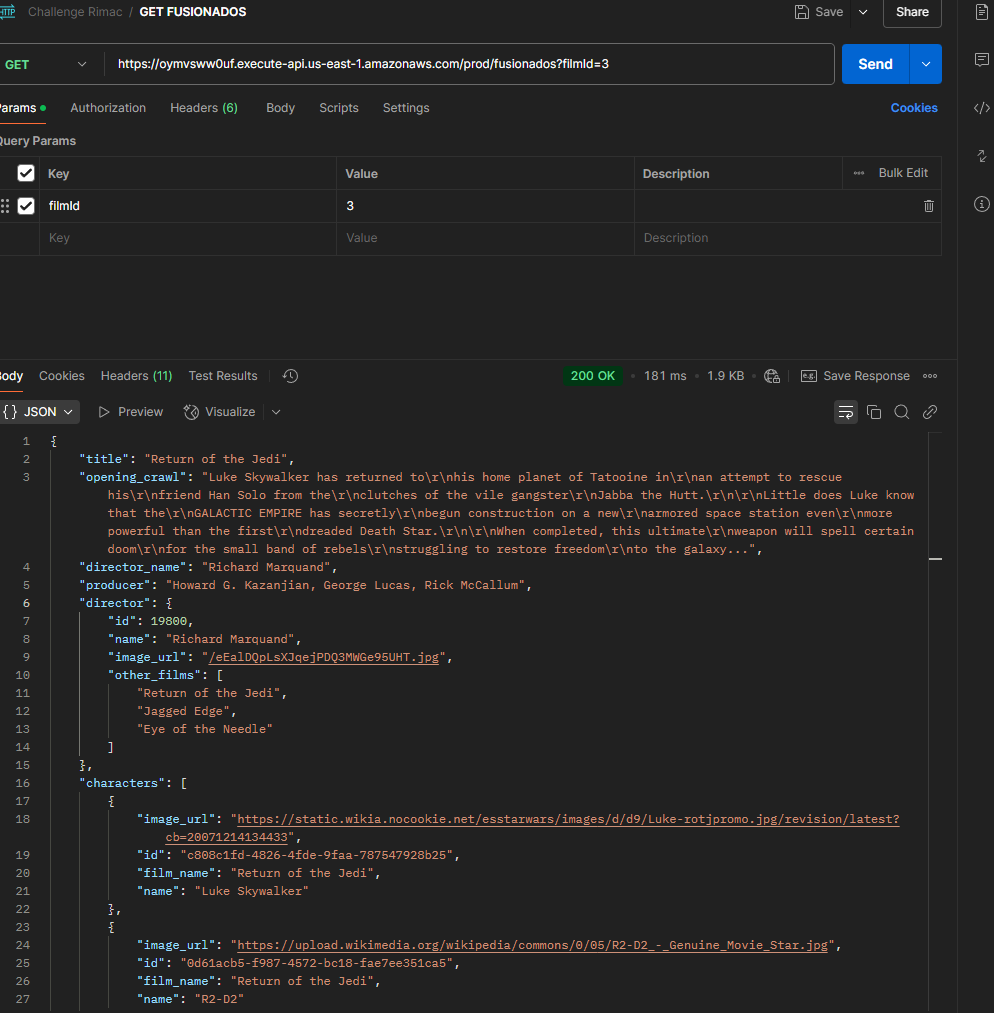 HTTP Challenge Rimac / GET FUSIONADOS Save Share
GET https://oymvsww0uf.execute-api.us-east-1.amazonaws.com/prod/fusionados?filmId=3 Send
Params Authorization Headers (6) Body Scripts Settings Cookies
Query Params
Key Value Description Bulk Edit
filmId 3
Key Value Description
Body Cookies Headers (11) Test Results 200 OK 181 ms 1.9 KB e.g. Save Response
{} JSON Preview Visualize
1 {
2 "title": "Return of the Jedi",
3 "opening_crawl": "Luke Skywalker has returned to\r\nhis home planet of Tatooine in\r\nan attempt to rescue
his\r\nfriend Han Solo from the\r\nclutches of the vile gangster\r\nJabba the Hutt.\r\n\r\nLittle does Luke know
that the\r\nGALACTIC EMPIRE has secretly\r\nbegun construction on a new\r\narmored space station even\r\nmore
powerful than the first\r\ndreaded Death Star.\r\n\r\nWhen completed, this ultimate\r\nweapon will spell certain
doom\r\nfor the small band of rebels\r\nstruggling to restore freedom\r\nto the galaxy...",
4 "director_name": "Richard Marquand",
5 "producer": "Howard G. Kazanjian, George Lucas, Rick McCallum",
6 "director": {
7 "id": 19800,
8 "name": "Richard Marquand",
9 "image_url": "/eEalDQpLsXJqejPDQ3MWGe95UHT.jpg",
10 "other_films": [
11 "Return of the Jedi",
12 "Jagged Edge",
13 "Eye of the Needle"
14 ]
15 },
16 "characters": [
17 {
18 "image_url": "https://static.wikia.nocookie.net/esstarwars/images/d/d9/Luke-rotjpromo.jpg/revision/latest?
cb=20071214134433",
19 "id": "c808c1fd-4826-4fde-9faa-787547928b25",
20 "film_name": "Return of the Jedi",
21 "name": "Luke Skywalker"
22 },
23 {
24 "image_url": "https://upload.wikimedia.org/wikipedia/commons/0/05/R2-D2_-_Genuine_Movie_Star.jpg",
25 "id": "0d61acb5-f987-4572-bc18-fae7ee351ca5",
26 "film_name": "Return of the Jedi",
27 "name": "R2-D2"